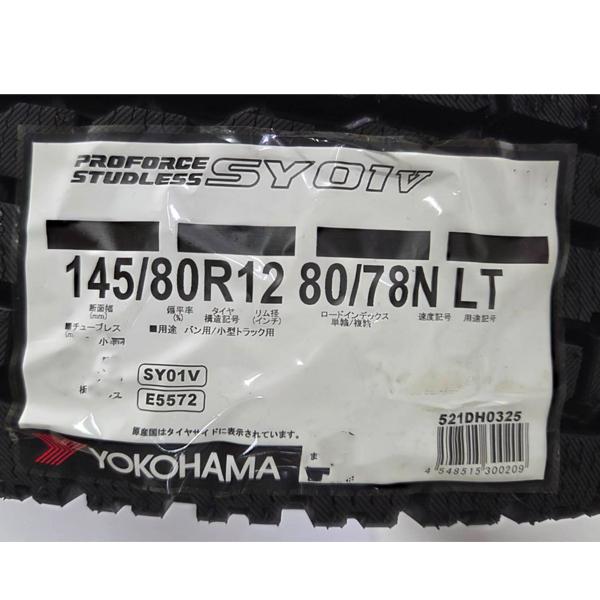 PROFORCE
STUDLESS SY01V
145/80R12 80/78N LT
断面幅 (mm) 偏平率 (%) タイヤ構造記号 リム径 (インチ) ロードインデックス 単輪/複輪 速度記号 用途記号
■チューブレス ■用途 バン用/小型トラック用
SY01V
E5572
原産国はタイヤサイドに表示されています。
521DH0325
YOKOHAMA
4 548515 300209